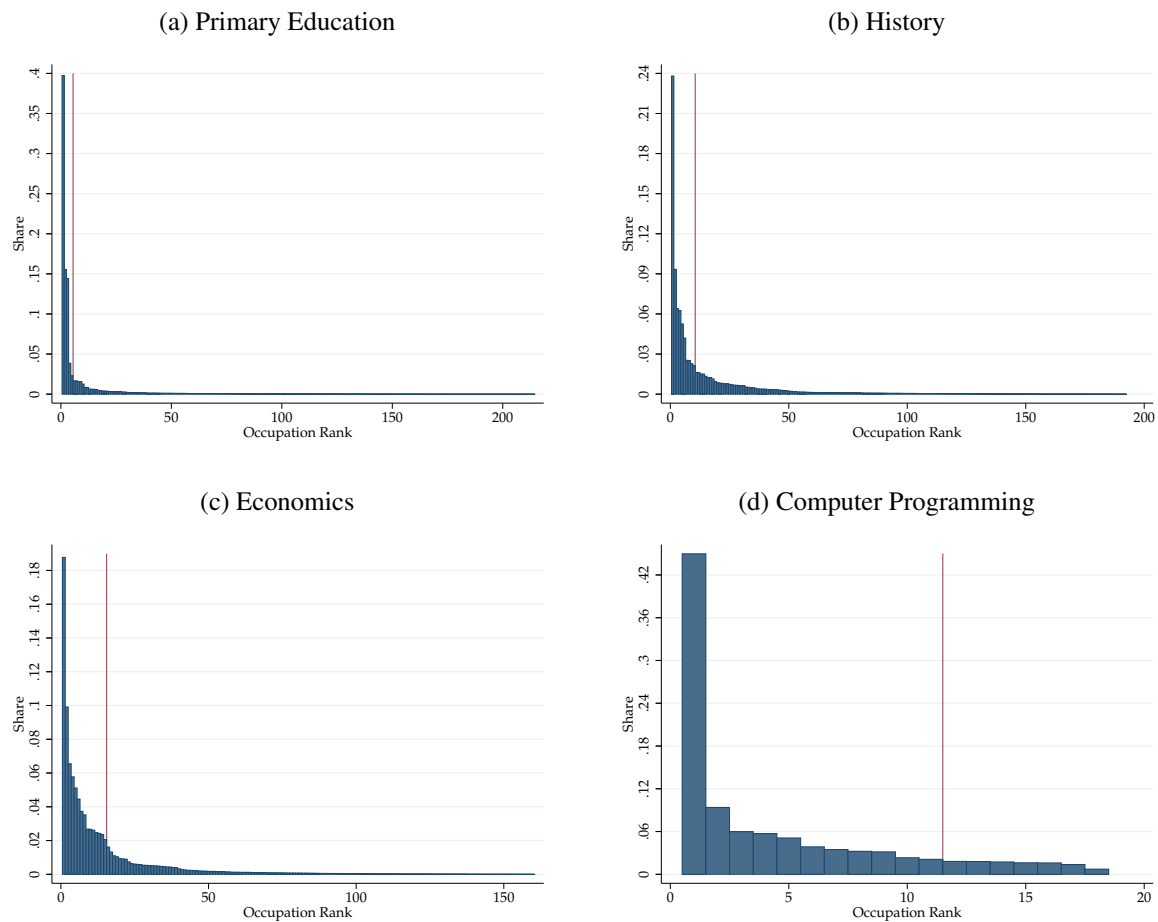 (a) Primary Education
(b) History
.4
.35
.3
.25
.2
.15
.1
.05
0
Share
0 50 100 150 200
Occupation Rank
.24
.21
.18
.15
.12
.09
.06
.03
0
Share
0 50 100 150 200
Occupation Rank
(c) Economics
(d) Computer Programming
.18
.16
.14
.12
.1
.08
.06
.04
.02
0
Share
0 50 100 150
Occupation Rank
.42
.36
.3
.24
.18
.12
.06
0
Share
0 5 10 15 20
Occupation Rank